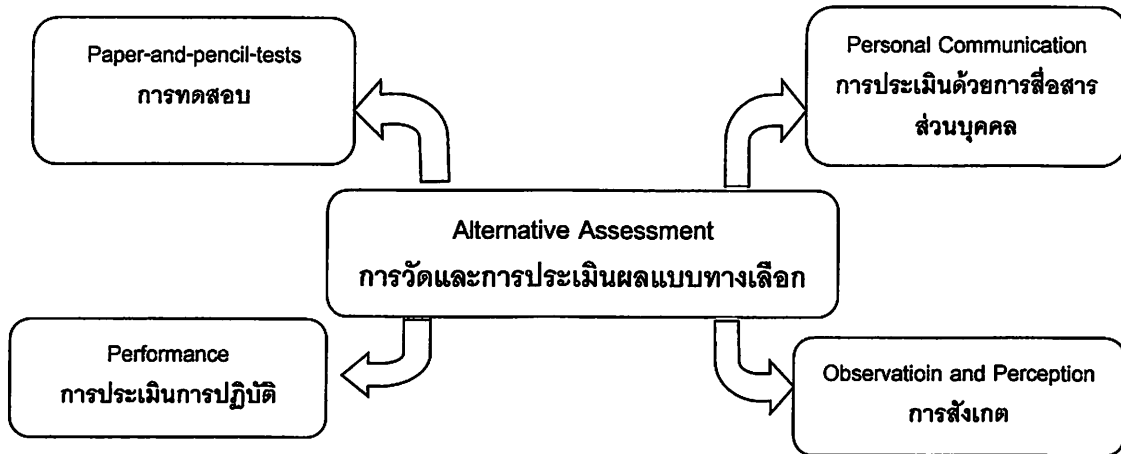 Paper-and-pencil-tests
การทดสอบ
Personal Communication
การประเมินด้วยการสื่อสาร
ส่วนบุคคล
Alternative Assessment
การวัดและการประเมินผลแบบทางเลือก
Performance
การประเมินการปฏิบัติ
Observatioin and Perception
การสังเกต